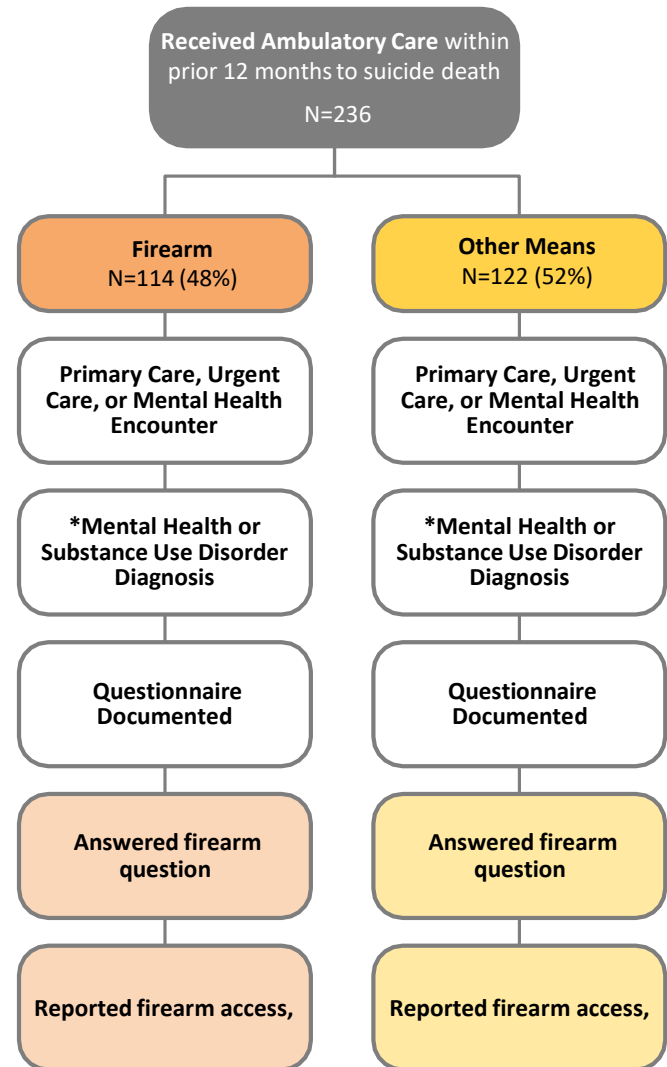 Received Ambulatory Care within
prior 12 months to suicide death
N=236
Firearm
N=114 (48%)
Other Means
N=122 (52%)
Primary Care, Urgent
Care, or Mental Health
Encounter
Primary Care, Urgent
Care, or Mental Health
Encounter
*Mental Health or
Substance Use Disorder
Diagnosis
*Mental Health or
Substance Use Disorder
Diagnosis
Questionnaire
Documented
Questionnaire
Documented
Answered firearm
question
Answered firearm
question
Reported firearm access,
Reported firearm access,